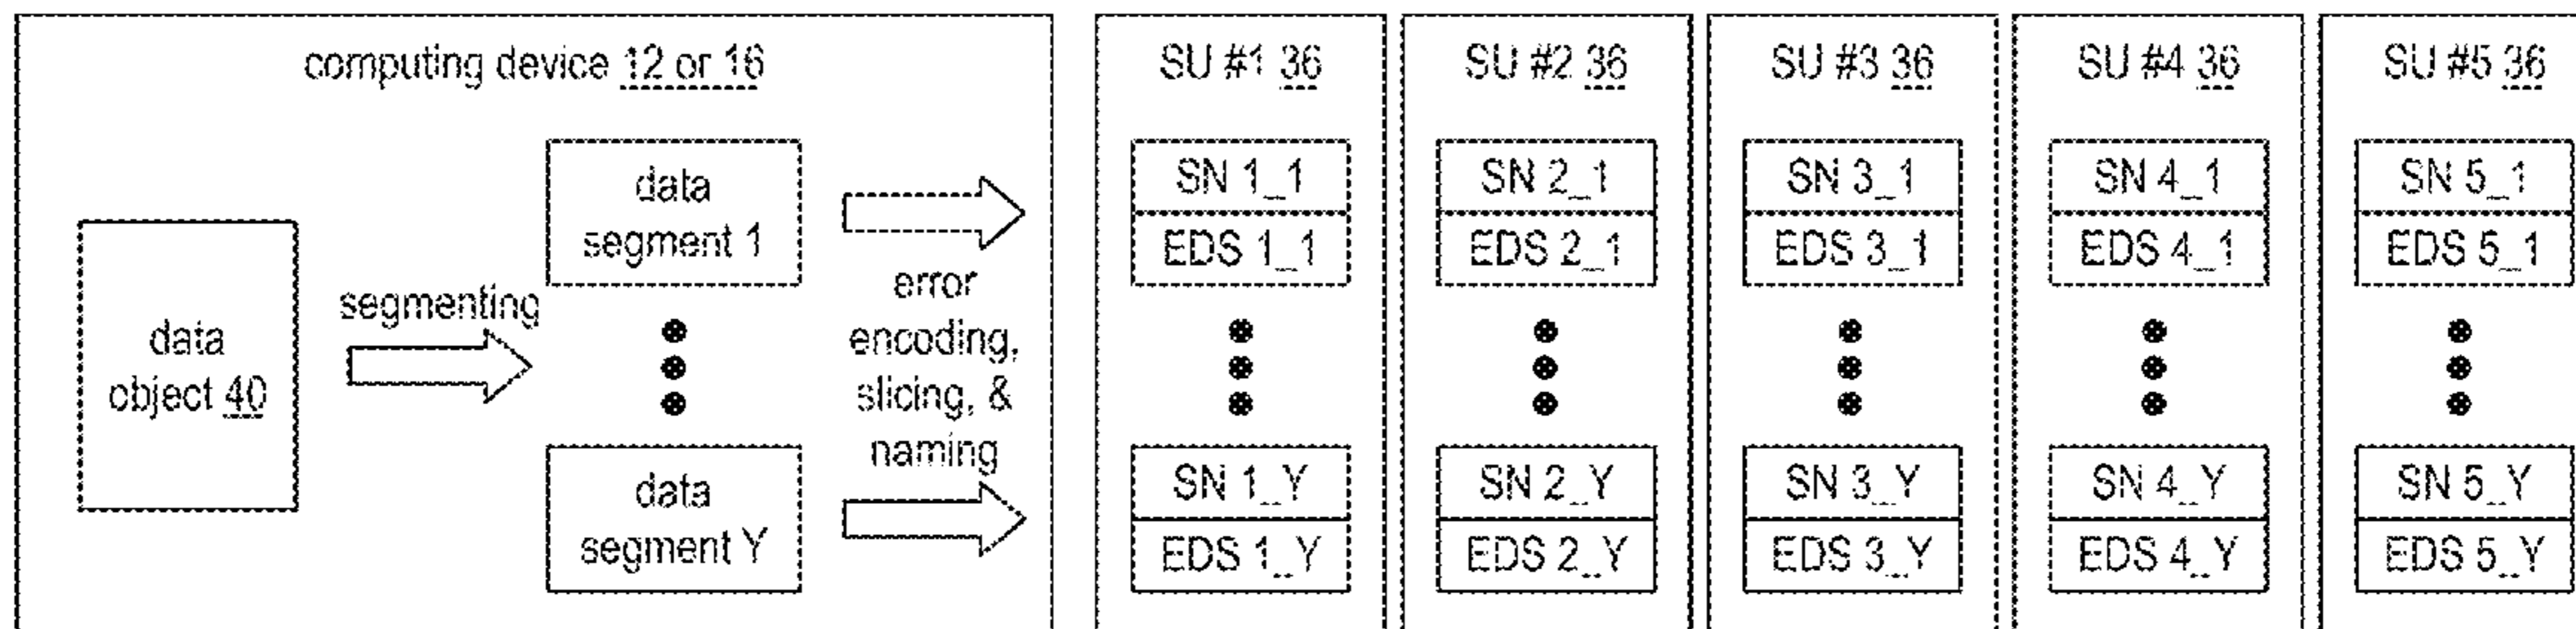 computing device 12 or 16
data
object 40
segmenting
data
segment 1
data
segment Y
error
encoding,
slicing, &
naming
SU #1 36
SN 1_1
EDS 1_1
SN 1_Y
EDS 1_Y
SU #2 36
SN 2_1
EDS 2_1
SN 2_Y
EDS 2_Y
SU #3 36
SN 3_1
EDS 3_1
SN 3_Y
EDS 3_Y
SU #4 36
SN 4_1
EDS 4_1
SN 4_Y
EDS 4_Y
SU #5 36
SN 5_1
EDS 5_1
SN 5_Y
EDS 5_Y